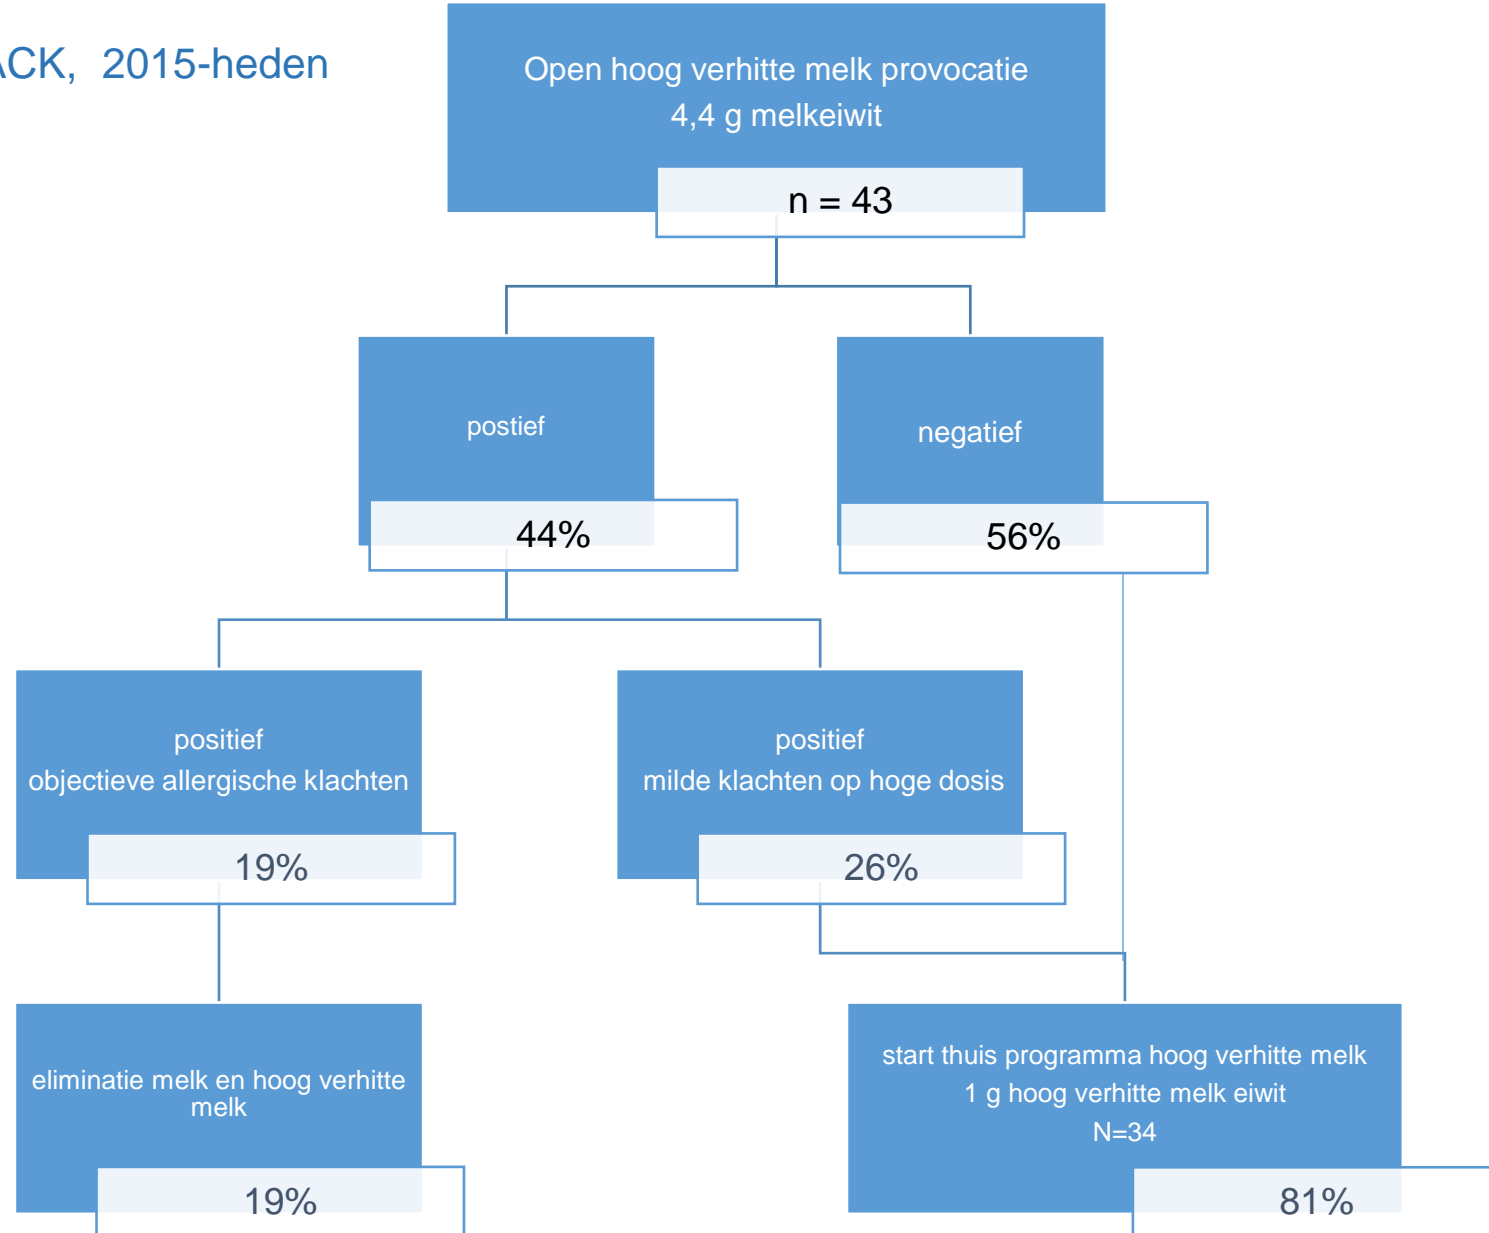 ACK, 2015-heden
Open hoog verhitte melk provocatie
4,4 g melkeiwit
n = 43
postief
negatief
44%
56%
positief
objectieve allergische klachten
positief
milde klachten op hoge dosis
19%
26%
eliminatie melk en hoog verhitte
melk
start thuis programma hoog verhitte melk
1 g hoog verhitte melk eiwit
N=34
19%
81%